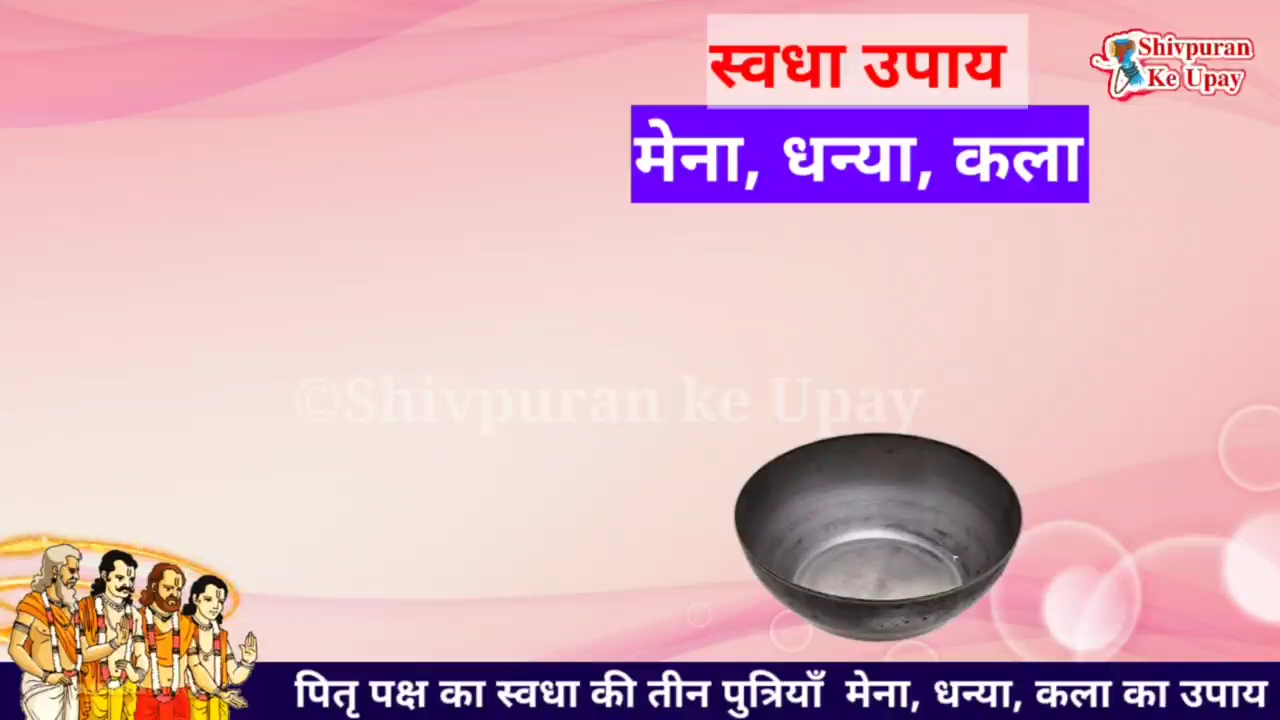 स्वधा उपाय
Shivpuran
Ke Upay
मेना, धन्या, कला
©Shivpuran ke Upay
पितृ पक्ष का स्वधा की तीन पुत्रियाँ मेना, धन्या, कला का उपाय